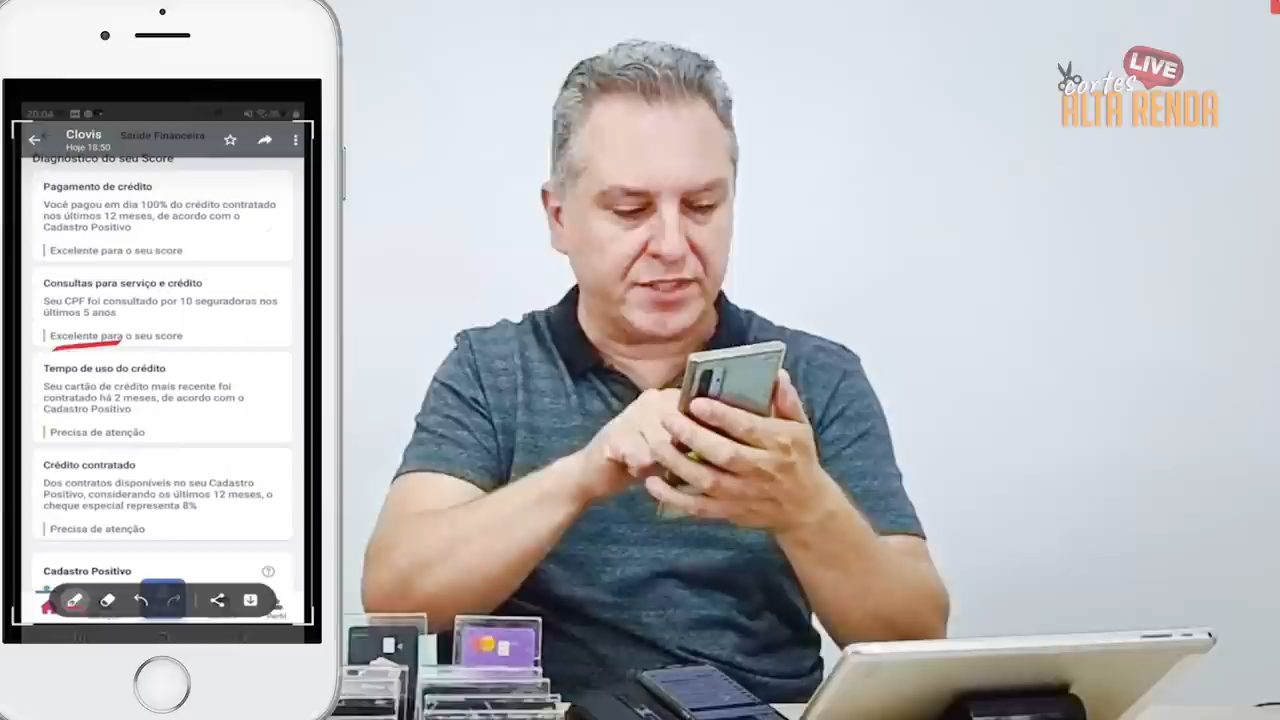 LIVE
cortes
ALTA RENDA
20:04
Clovis
Saúde Financeira
Hoje 18:50
Diagnóstico do seu Score
Pagamento de crédito
Você pagou em dia 100% do crédito contratado
nos últimos 12 meses, de acordo com o
Cadastro Positivo
Excelente para o seu score
Consultas para serviço e crédito
Seu CPF foi consultado por 10 seguradoras nos
últimos 5 anos
Excelente para o seu score
Tempo de uso do crédito
Seu cartão de crédito mais recente foi
contratado há 2 meses, de acordo com o
Cadastro Positivo
Precisa de atenção
Crédito contratado
Dos contratos disponíveis no seu Cadastro
Positivo, considerando os últimos 12 meses, o
cheque especial representa 8%
Precisa de atenção
Cadastro Positivo
Perfil